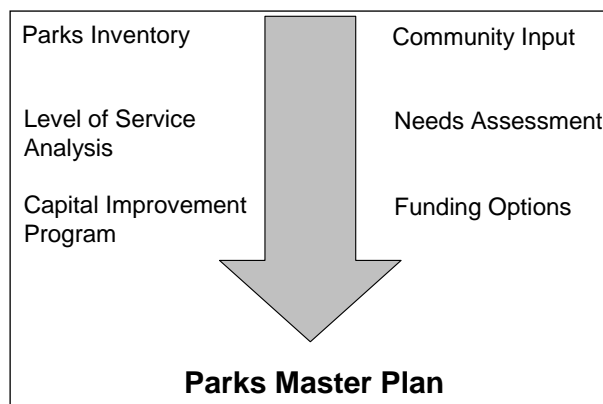 Parks Inventory
Community Input
Level of Service
Analysis
Needs Assessment
Capital Improvement
Program
Funding Options
Parks Master Plan